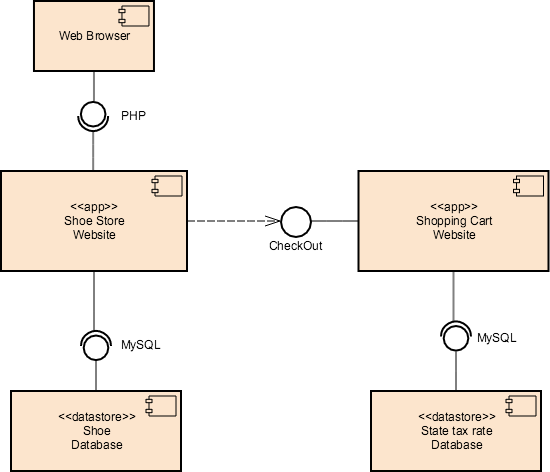 Web Browser
PHP
<<app>>
Shoe Store
Website
CheckOut
<<app>>
Shopping Cart
Website
MySQL
MySQL
<<datastore>>
Shoe
Database
<<datastore>>
State tax rate
Database